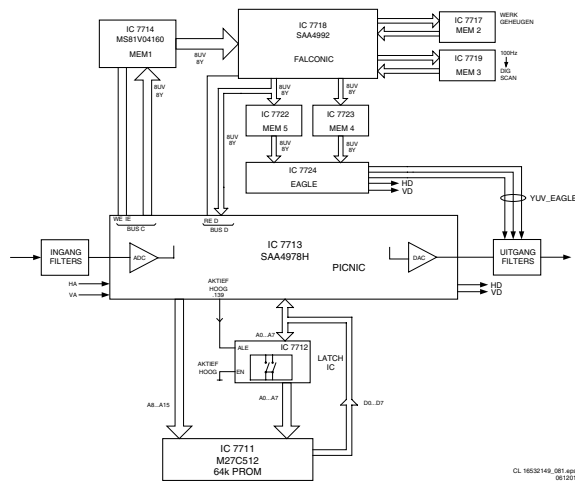 IC 7714
MS81V04160
MEM1
8UV
8Y
IC 7718
SAA4992
FALCONIC
IC 7717
MEM 2
WERK
GEHEUGEN
IC 7719
MEM 3
100Hz
DIG
SCAN
8UV
8Y
8UV
8Y
8UV
8Y
8UV
8Y
IC 7722
MEM 5
IC 7723
MEM 4
8UV
8Y
8UV
8Y
IC 7724
EAGLE
HD
VD
YUV_EAGLE
WE IE
BUS C
RE D
BUS D
INGANG
FILTERS
ADC
IC 7713
SAA4978H
PICNIC
DAC
UITGANG
FILTERS
HA
VA
HD
VD
AKTIEF
HOOG
.139
A0...A7
ALE
IC 7712
LATCH
IC
AKTIEF
HOOG
EN
A8...A15
A0...A7
D0...D7
IC 7711
M27C512
64k PROM
CL 16532149_081.eps
061201